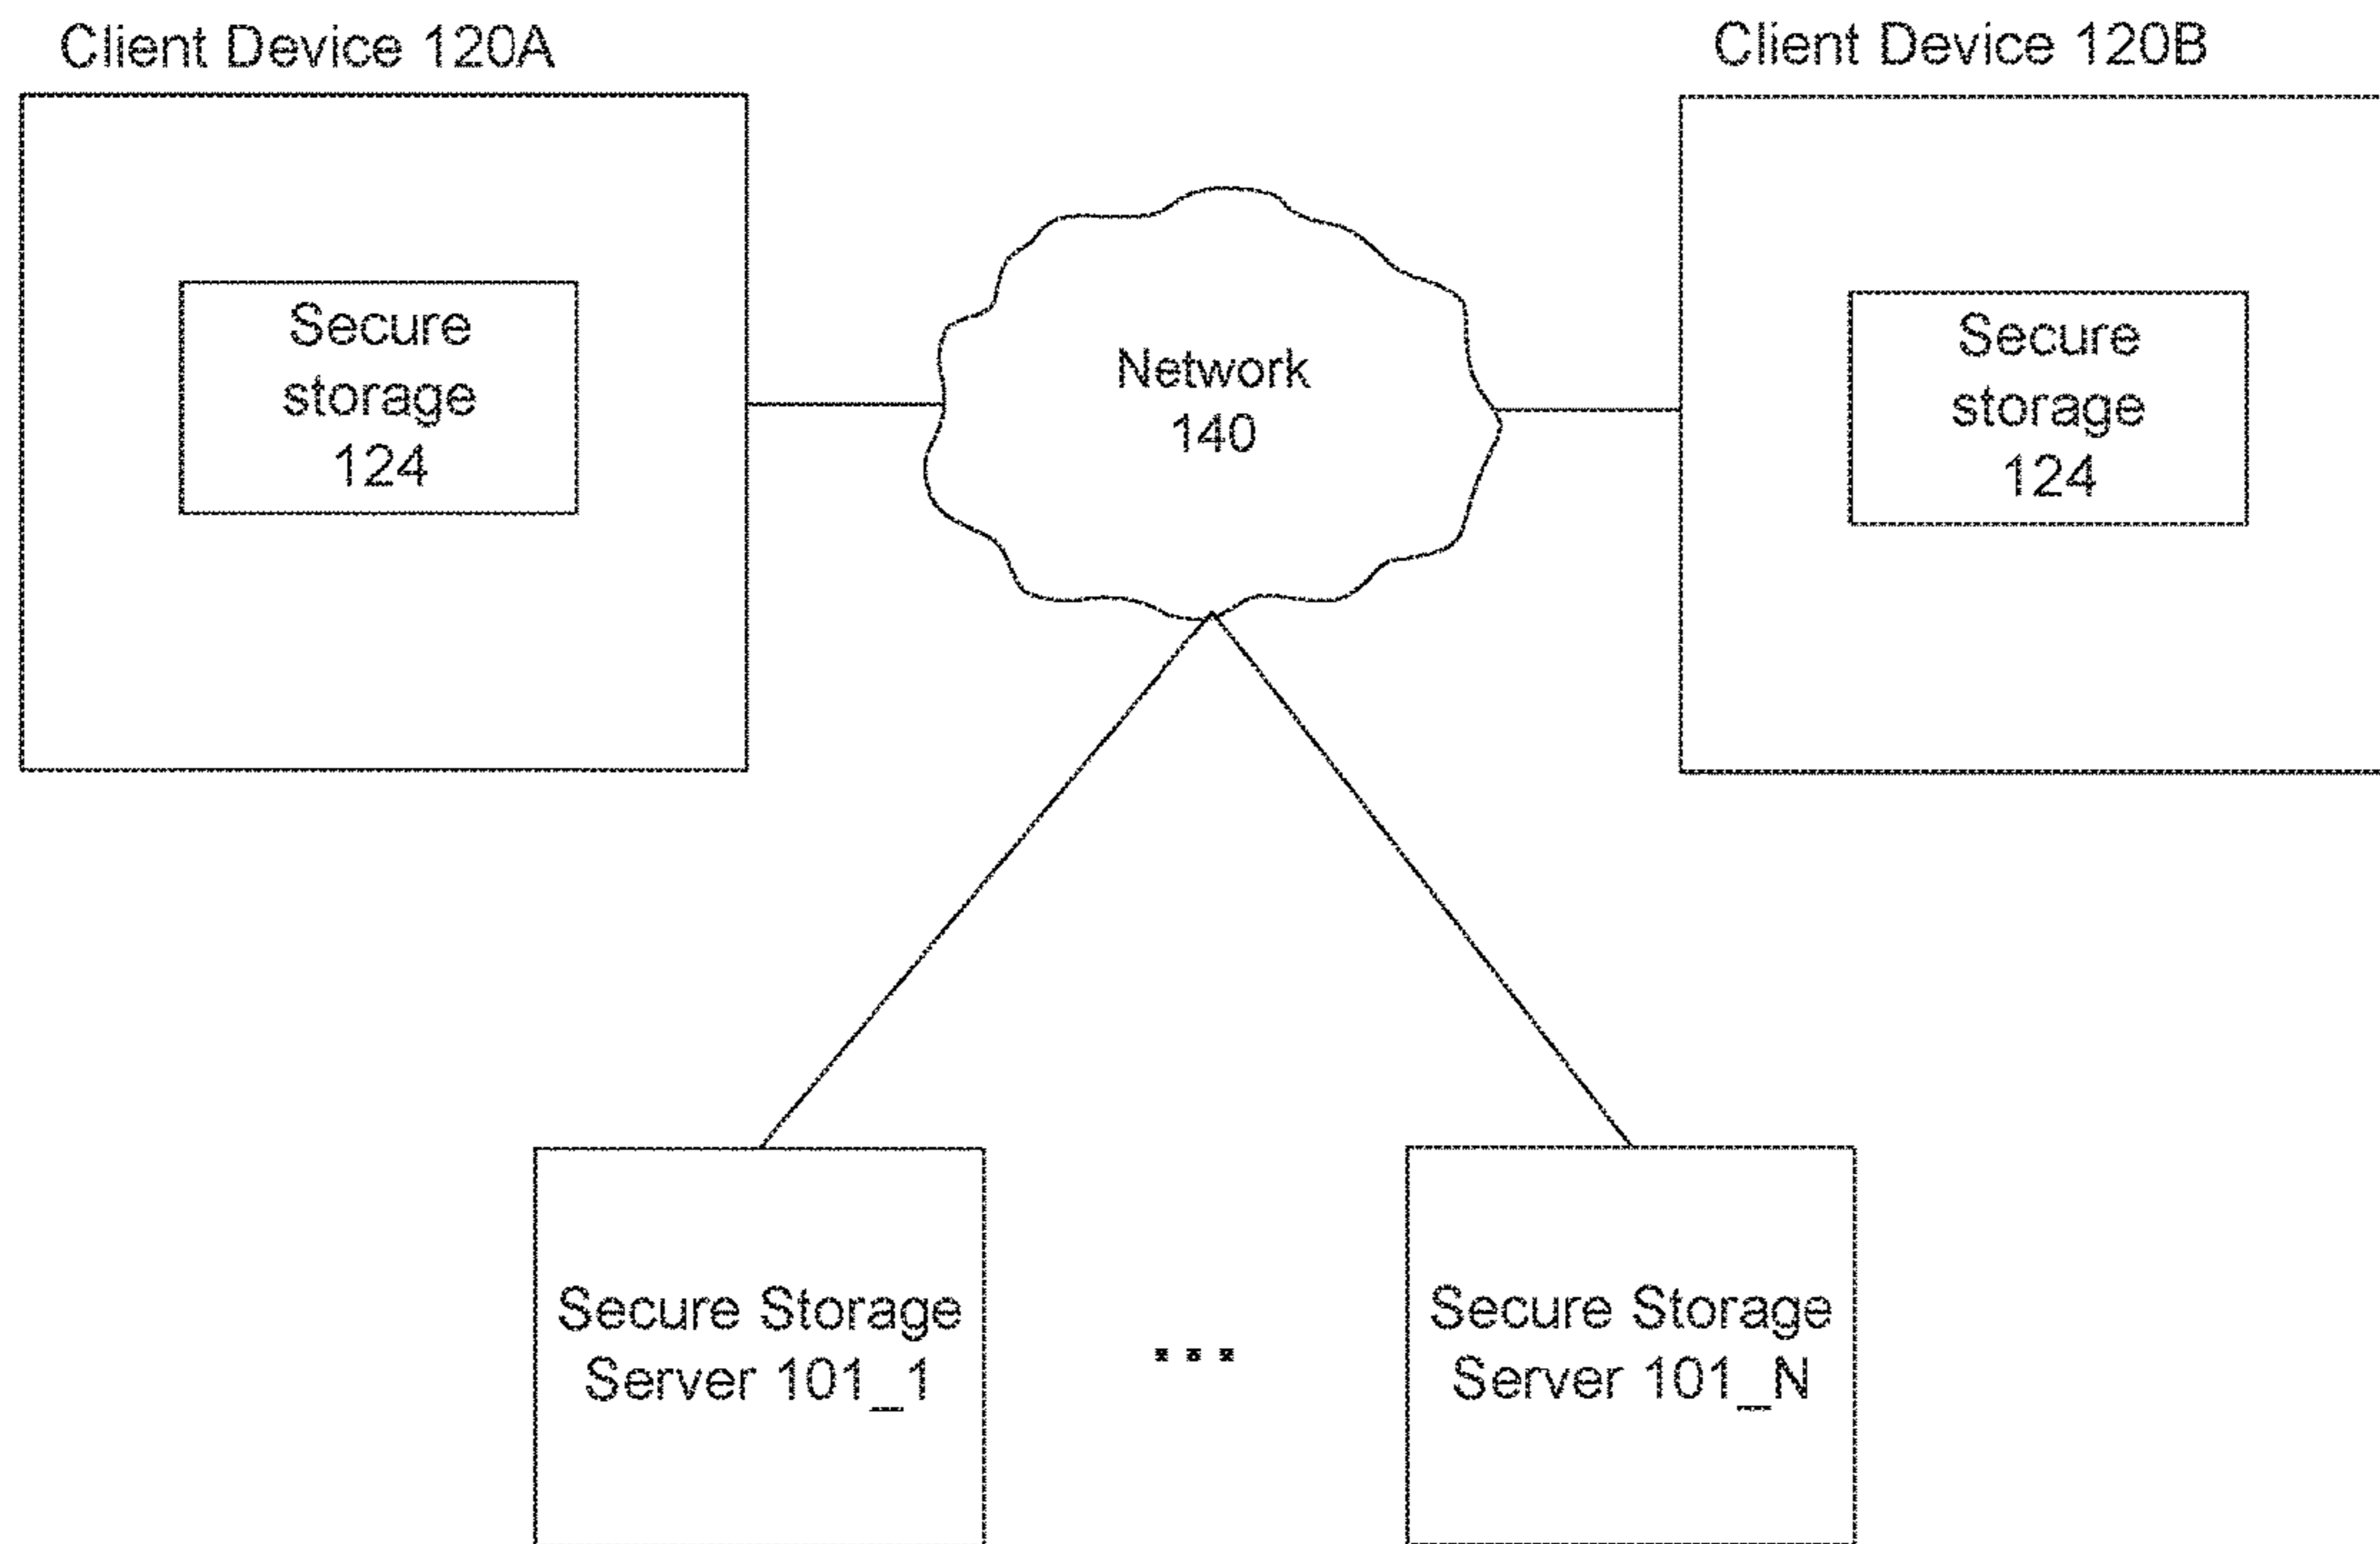 Client Device 120A
Client Device 120B
Secure
storage
124
Network
140
Secure
storage
124
Secure Storage
Server 101_1
...
Secure Storage
Server 101_N